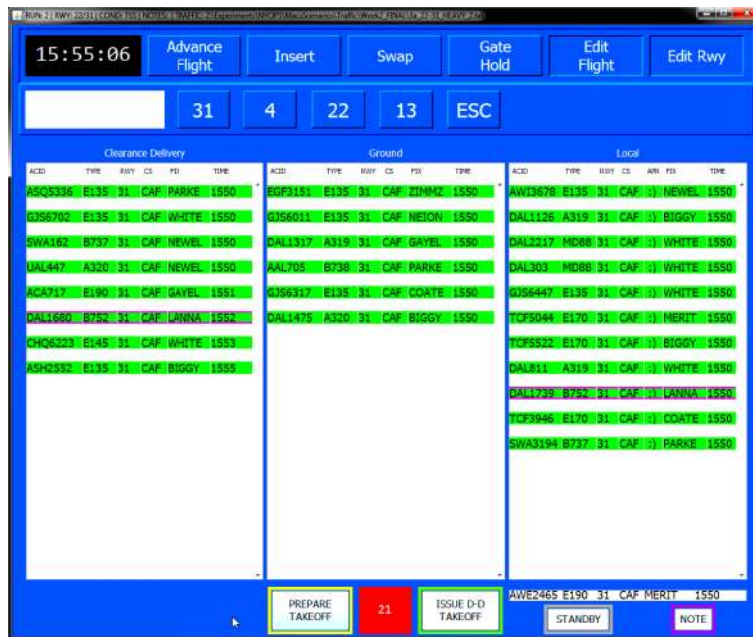 15:55:06
Advance Flight
Insert
Swap
Gate Hold
Edit Flight
Edit Rwy
31
4
22
13
ESC
Clearance Delivery
Ground
Local
ACID TYPE RWY CS TIME
ACID TYPE RWY CS FIX TIME
ACID TYPE RWY CS APR FIX TIME
ASQ5336 E135 31 CAF PARKE 1550
GJS6702 E135 31 CAF WHITE 1550
SWA162 B737 31 CAF NEWEL 1550
UAL447 A320 31 CAF NEWEL 1550
ACA717 E190 31 CAF GAYEL 1551
DAL1680 B752 31 CAF LANNA 1552
CHQ6223 E145 31 CAF WHITE 1553
ASH2552 E135 31 CAF BIGGY 1555
EGF3151 E135 31 CAF ZIMMZ 1550
GJS6011 E135 31 CAF NEION 1550
DAL1317 A319 31 CAF GAYEL 1550
AAL705 B738 31 CAF PARKE 1550
GJS6317 E135 31 CAF COATE 1550
DAL1475 A320 31 CAF BIGGY 1550
AWI3678 E135 31 CAF :) NEWEL 1550
DAL1126 A319 31 CAF :) BIGGY 1550
DAL2217 MD88 31 CAF :) WHITE 1550
DAL303 MD88 31 CAF :) WHITE 1550
GJS6447 E135 31 CAF :) WHITE 1550
TCF5044 E170 31 CAF :) MERIT 1550
TCF5522 E170 31 CAF :) BIGGY 1550
DAL811 A319 31 CAF :) WHITE 1550
DAL1739 B752 31 CAF :) LANNA 1550
TCF3946 E170 31 CAF :) COATE 1550
SWA3194 B737 31 CAF :) PARKE 1550
PREPARE
TAKEOFF
21
ISSUE D-D
TAKEOFF
AWE2465 E190 31 CAF MERIT 1550
STANDBY
NOTE